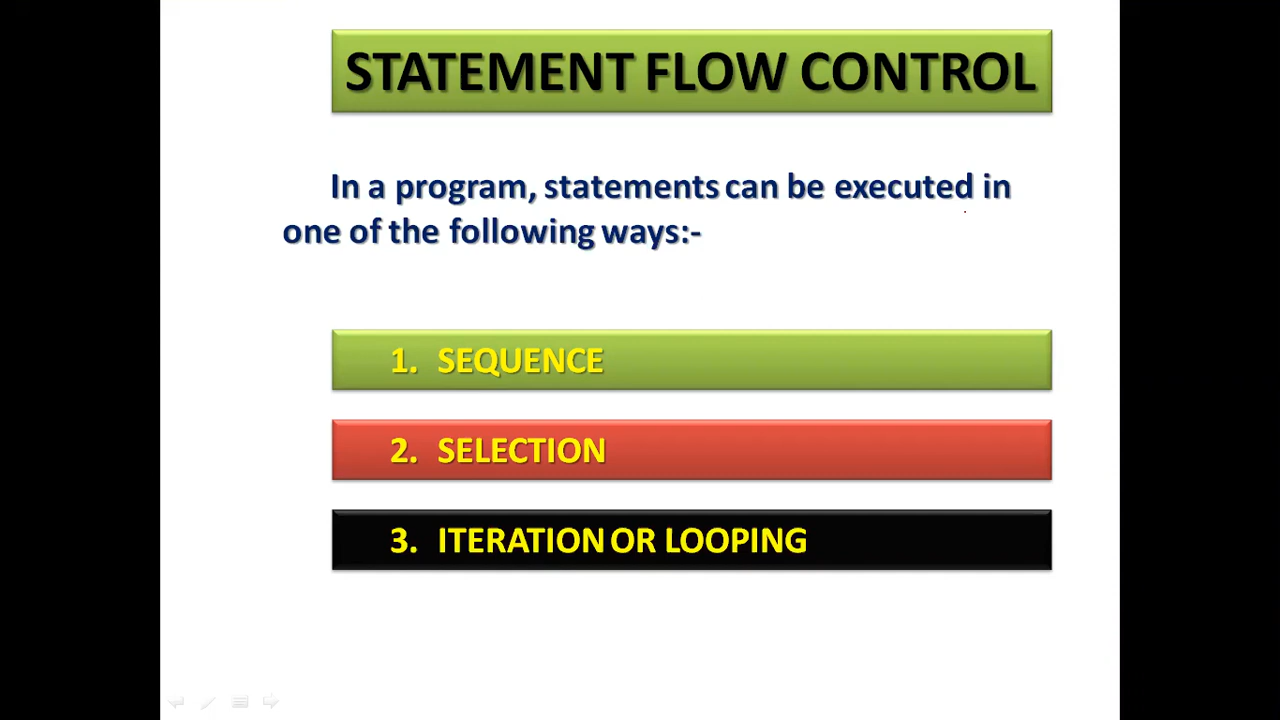 STATEMENT FLOW CONTROL
In a program, statements can be executed in
one of the following ways:-
1. SEQUENCE
2. SELECTION
3. ITERATION OR LOOPING